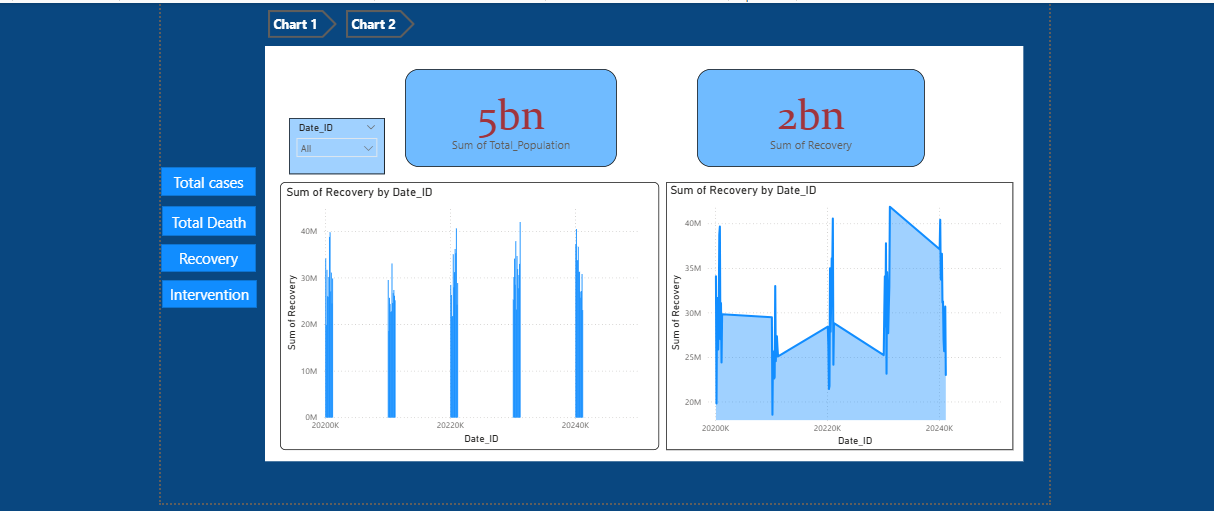 Chart 1
Chart 2
Date_ID
All
5bn
Sum of Total_Population
2bn
Sum of Recovery
Total cases
Total Death
Recovery
Intervention
Sum of Recovery by Date_ID
40M
30M
20M
10M
0M
Sum of Recovery
20200K
20220K
20240K
Date_ID
Sum of Recovery by Date_ID
40M
35M
30M
25M
20M
Sum of Recovery
20200K
20220K
20240K
Date_ID